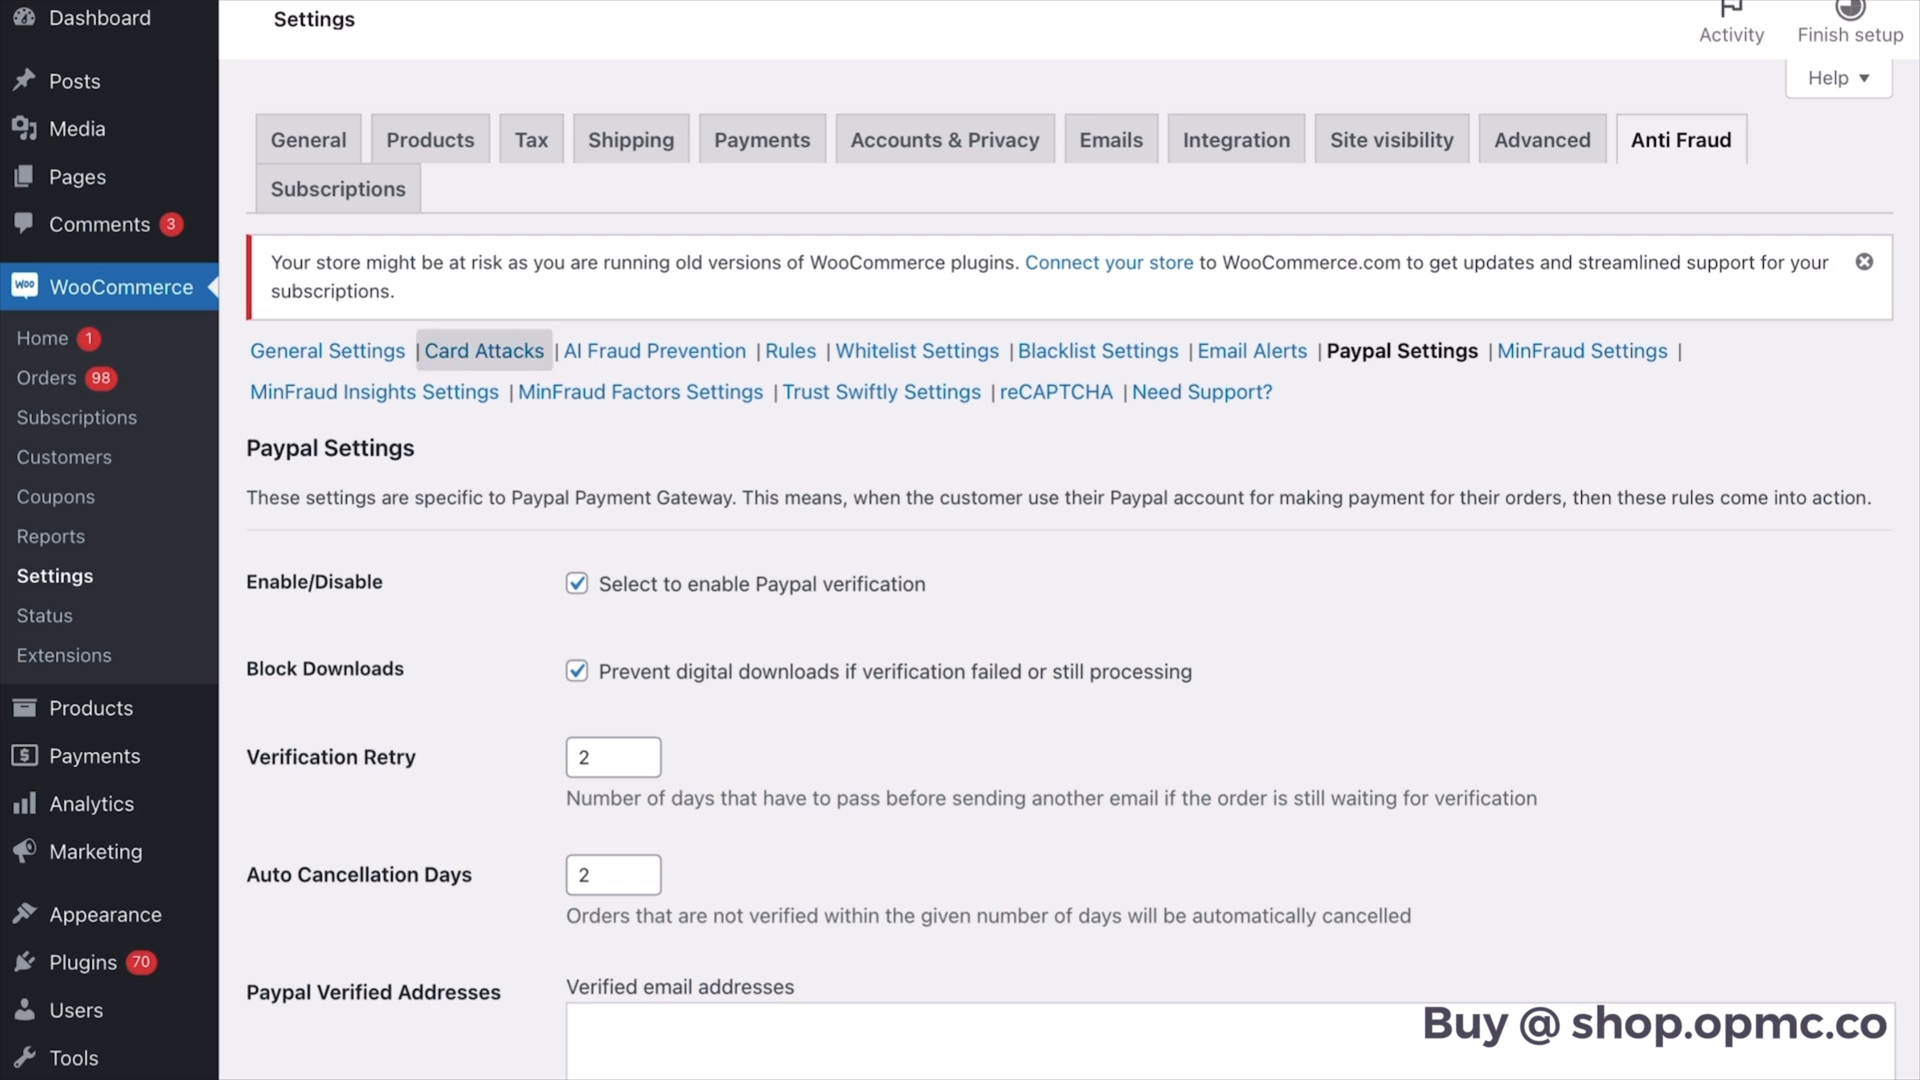 Dashboard
Posts
Media
Pages
Comments 3
WOO WooCommerce
Home 1
Orders 98
Subscriptions
Customers
Coupons
Reports
Settings
Status
Extensions
Products
Payments
Analytics
Marketing
Appearance
Plugins 70
Users
Tools
Settings
Activity
Finish setup
Help
General Products Tax Shipping Payments Accounts & Privacy Emails Integration Site visibility Advanced Anti Fraud
Subscriptions
Your store might be at risk as you are running old versions of WooCommerce plugins. Connect your store to WooCommerce.com to get updates and streamlined support for your
subscriptions.
General Settings | Card Attacks | AI Fraud Prevention | Rules | Whitelist Settings | Blacklist Settings | Email Alerts | Paypal Settings | MinFraud Settings |
MinFraud Insights Settings | MinFraud Factors Settings | Trust Swiftly Settings | reCAPTCHA | Need Support?
Paypal Settings
These settings are specific to Paypal Payment Gateway. This means, when the customer use their Paypal account for making payment for their orders, then these rules come into action.
Enable/Disable Select to enable Paypal verification
Block Downloads Prevent digital downloads if verification failed or still processing
Verification Retry 2
Number of days that have to pass before sending another email if the order is still waiting for verification
Auto Cancellation Days 2
Orders that are not verified within the given number of days will be automatically cancelled
Paypal Verified Addresses Verified email addresses
Buy @ shop.opmc.co